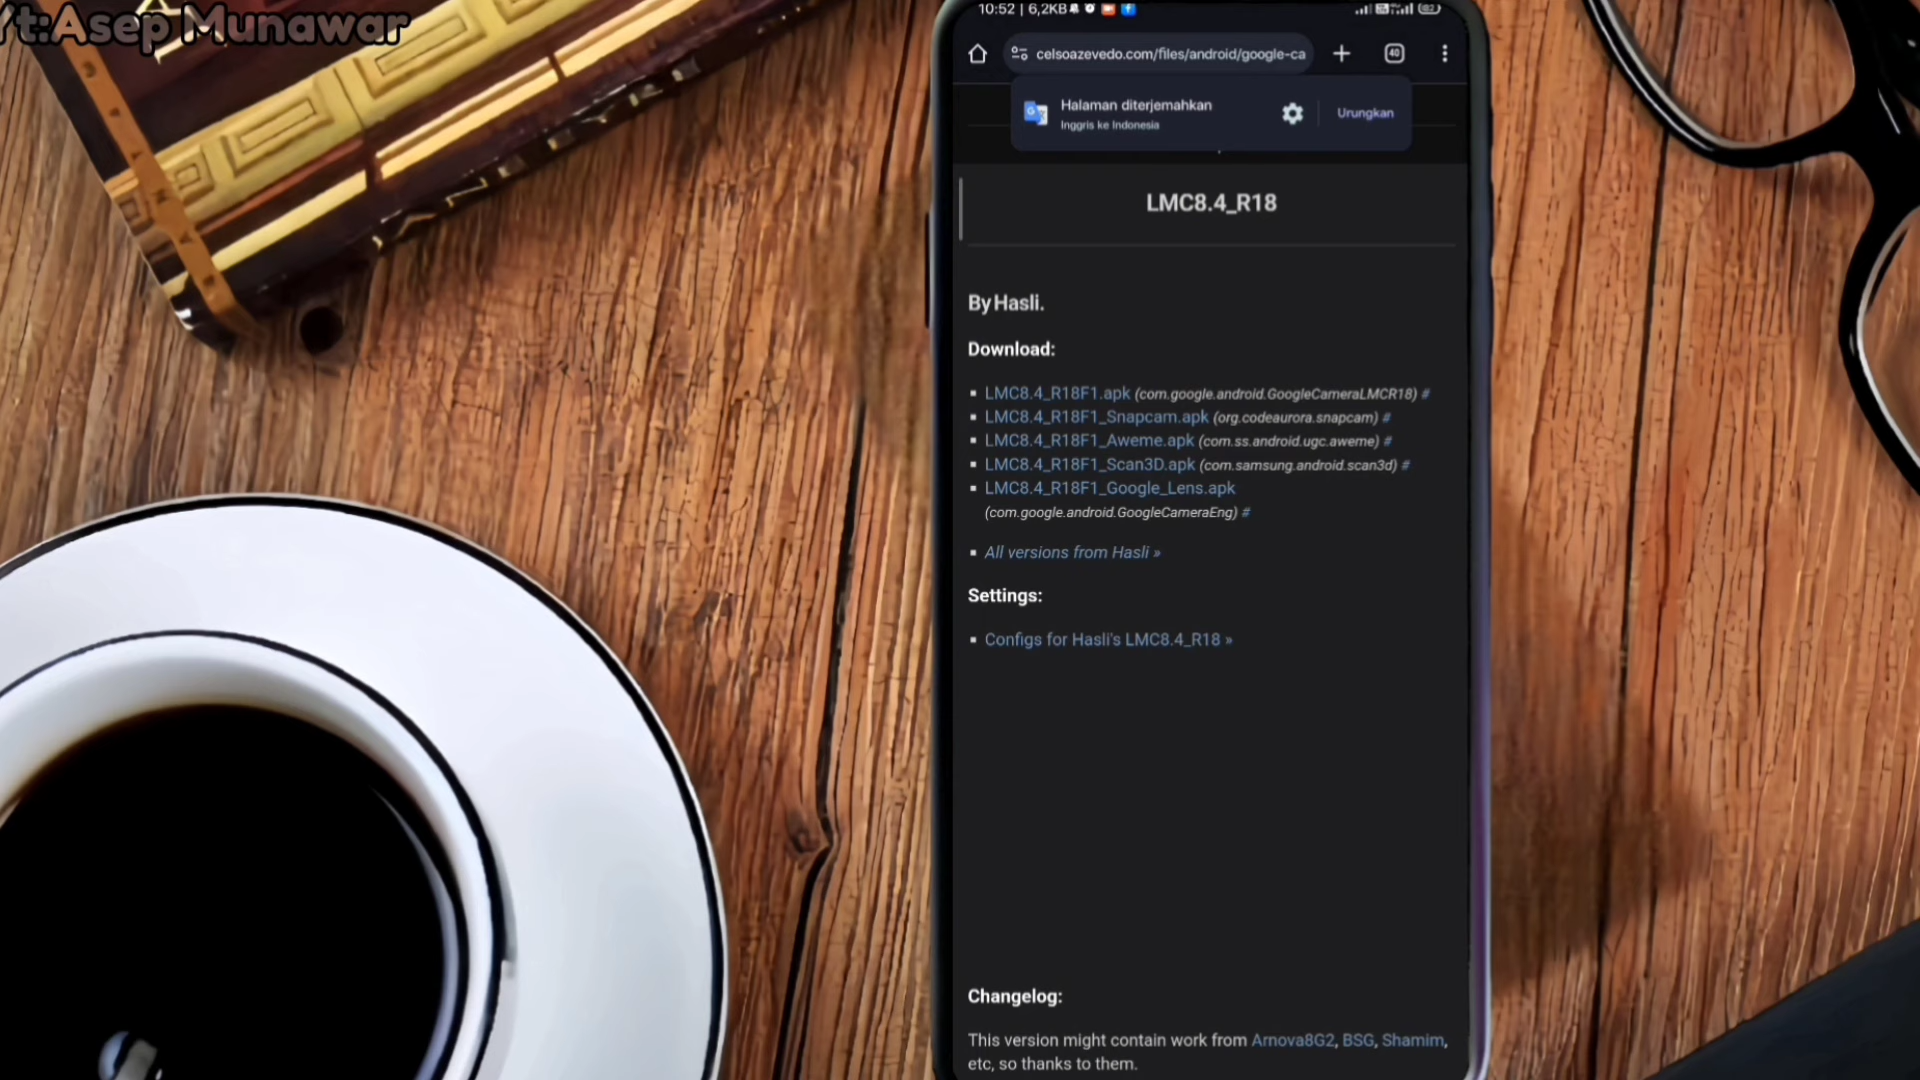 Yt:Asep Munawar
10:52 | 6,2KB
celsoazevedo.com/files/android/google-ca
40
Halaman diterjemahkan
Inggris ke Indonesia
Urungkan
LMC8.4_R18
By Hasli.
Download:
LMC8.4_R18F1.apk (com.google.android.GoogleCameraLMCR18) #
LMC8.4_R18F1_Snapcam.apk (org.codeaurora.snapcam) #
LMC8.4_R18F1_Aweme.apk (com.ss.android.ugc.aweme) #
LMC8.4_R18F1_Scan3D.apk (com.samsung.android.scan3d) #
LMC8.4_R18F1_Google_Lens.apk
(com.google.android.GoogleCameraEng) #
All versions from Hasli »
Settings:
Configs for Hasli's LMC8.4_R18 »
Changelog:
This version might contain work from Arnova8G2, BSG, Shamim,
etc, so thanks to them.